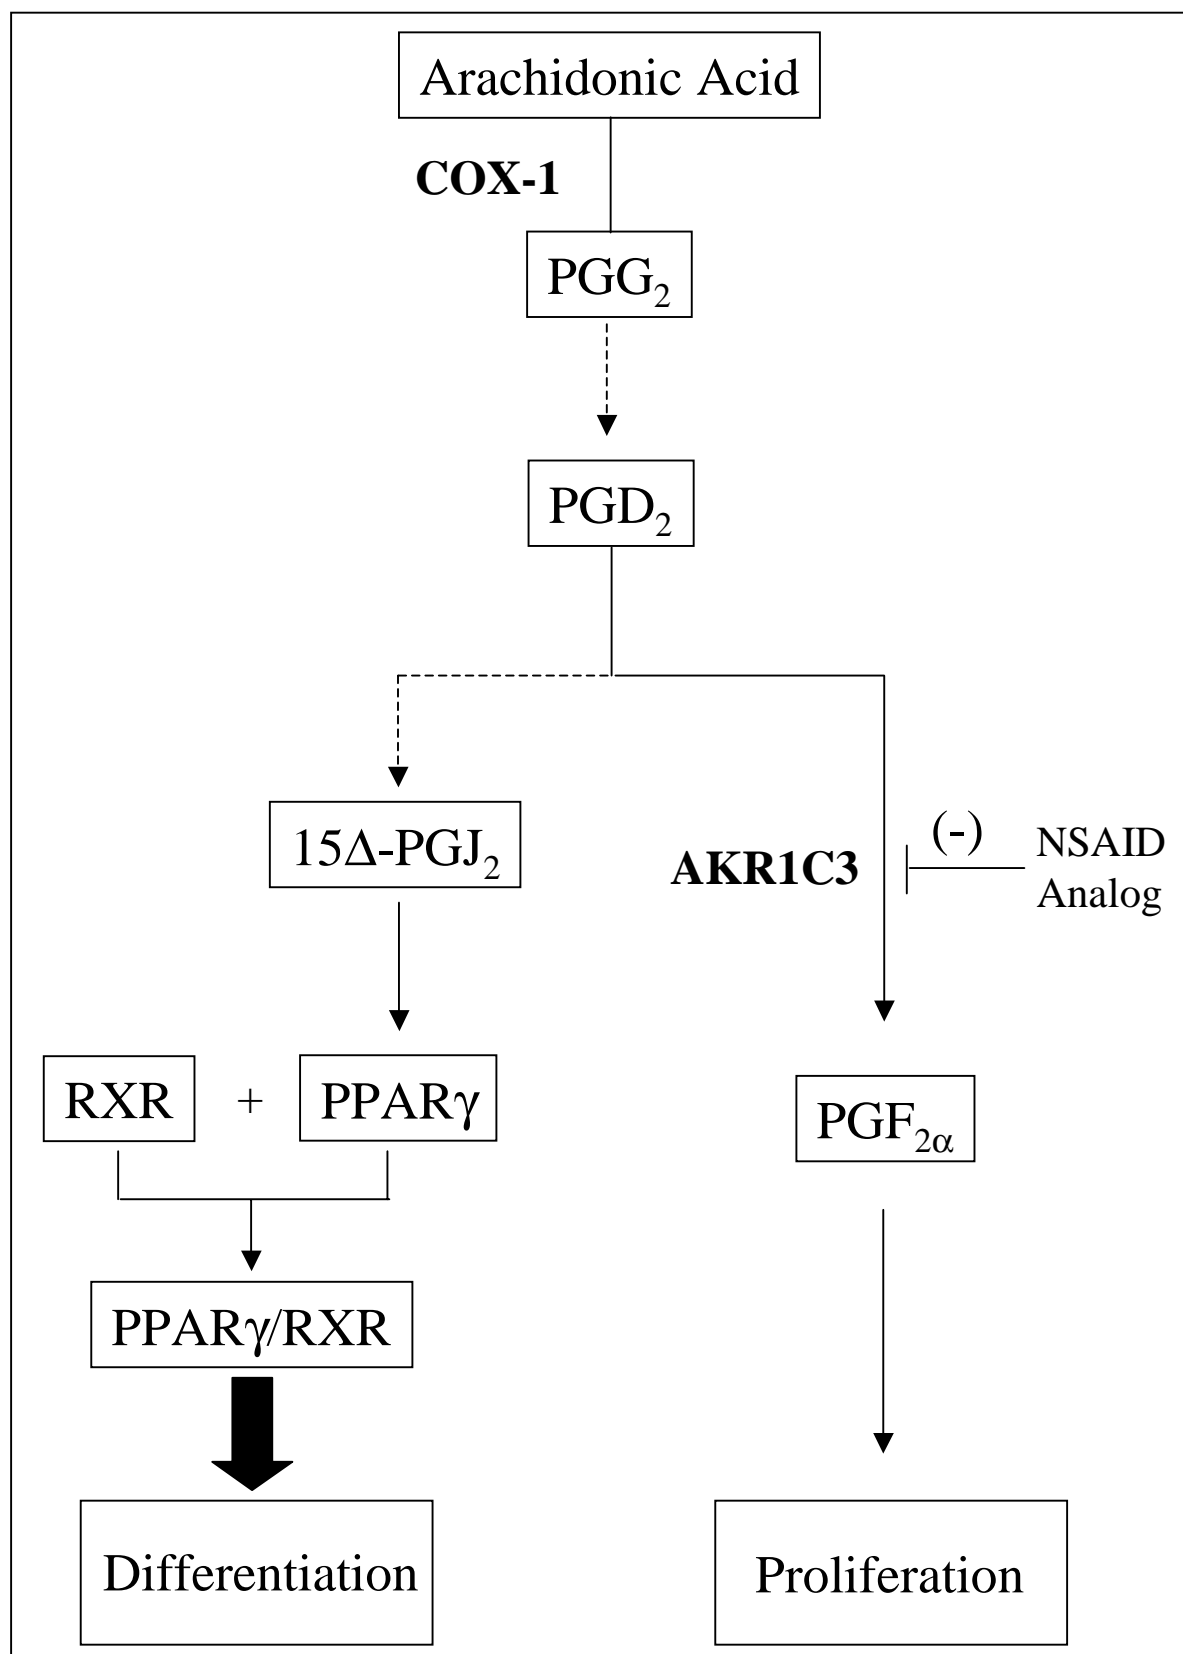 Arachidonic Acid
COX-1
PGG₂
PGD₂
15Δ-PGJ₂
AKR1C3
(-)
NSAID
Analog
RXR + PPARγ
PGF₂α
PPARγ/RXR
Differentiation
Proliferation